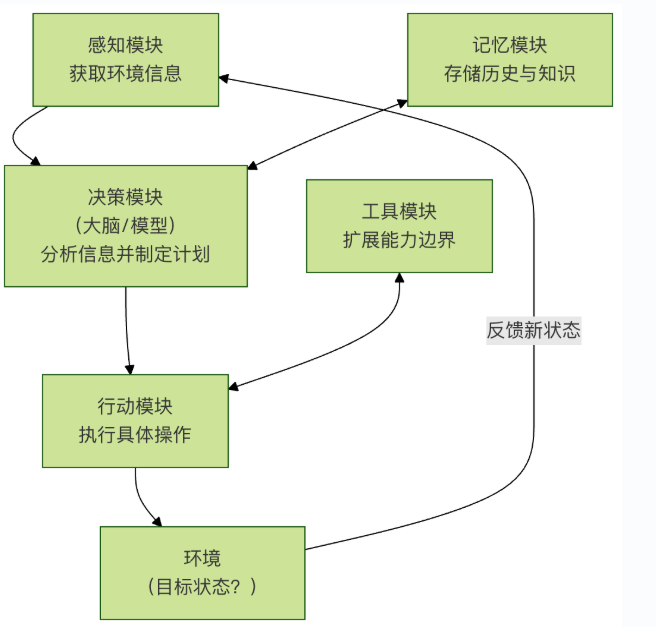 感知模块
获取环境信息
记忆模块
存储历史与知识
决策模块
（大脑/模型）
分析信息并制定计划
工具模块
扩展能力边界
反馈新状态
行动模块
执行具体操作
环境
（目标状态？）